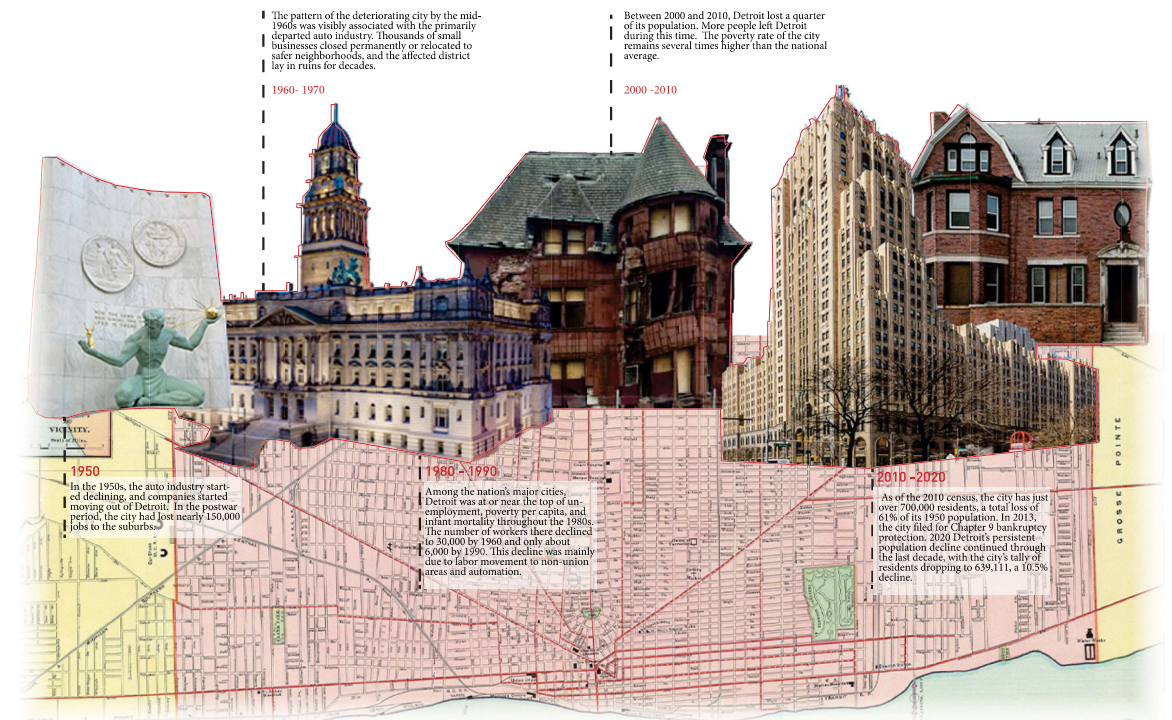 The pattern of the deteriorating city by the mid-
1960s was visibly associated with the primarily
departed auto industry. Thousands of small
businesses closed permanently or relocated to
safer neighborhoods, and the affected district
lay in ruins for decades.
1960- 1970
Between 2000 and 2010, Detroit lost a quarter
of its population. More people left Detroit
during this time. The poverty rate of the city
remains several times higher than the national
average.
2000 -2010
VICINITY.
1950
In the 1950s, the auto industry start-
ed declining, and companies started
moving out of Detroit. In the postwar
period, the city had lost nearly 150,000
jobs to the suburbs.
1980 - 1990
Among the nation's major cities,
Detroit was at or near the top of un-
employment, poverty per capita, and
infant mortality throughout the 1980s.
The number of workers there declined
to 30,000 by 1960 and only about
6,000 by 1990. This decline was mainly
due to labor movement to non-union
areas and automation.
2010 -2020
As of the 2010 census, the city has just
over 700,000 residents, a total loss of
61% of its 1950 population. In 2013,
the city filed for Chapter 9 bankruptcy
protection. 2020 Detroit's persistent
population decline continued through
the last decade, with the city's tally of
residents dropping to 639,111, a 10.5%
decline.
GROSSE POINTE
Water Works